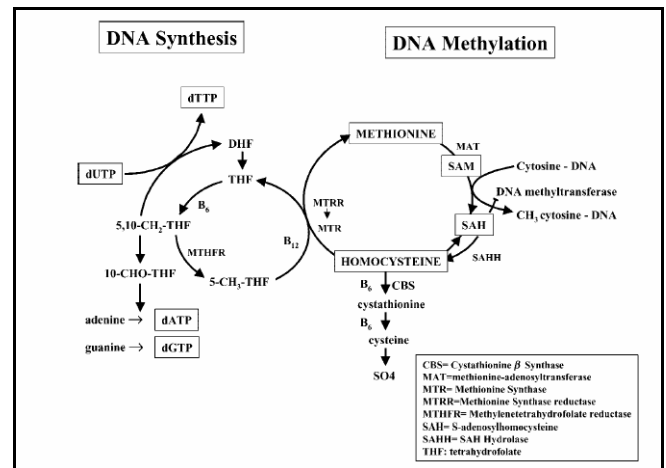 DNA Synthesis
DNA Methylation
dTTP
DHF
dUTP
THF
B6
5,10-CH2-THF
MTHFR
10-CHO-THF
5-CH3-THF
B12
adenine → dATP
guanine → dGTP
METHIONINE
MAT
SAM
Cytosine - DNA
DNA methyltransferase
MTRR
MTR
SAH
CH3 cytosine - DNA
SAHH
HOMOCYSTEINE
B6 CBS
cystathionine
B6
cysteine
SO4
CBS= Cystathionine β Synthase
MAT=methionine-adenosyltransferase
MTR= Methionine Synthase
MTRR=Methionine Synthase reductase
MTHFR= Methylenetetrahydrofolate reductase
SAH= S-adenosylhomocysteine
SAHH= SAH Hydrolase
THF: tetrahydrofolate